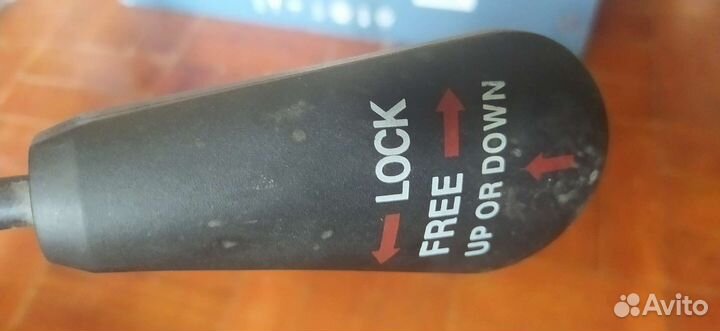 LOCK
FREE
UP OR DOWN
Avito